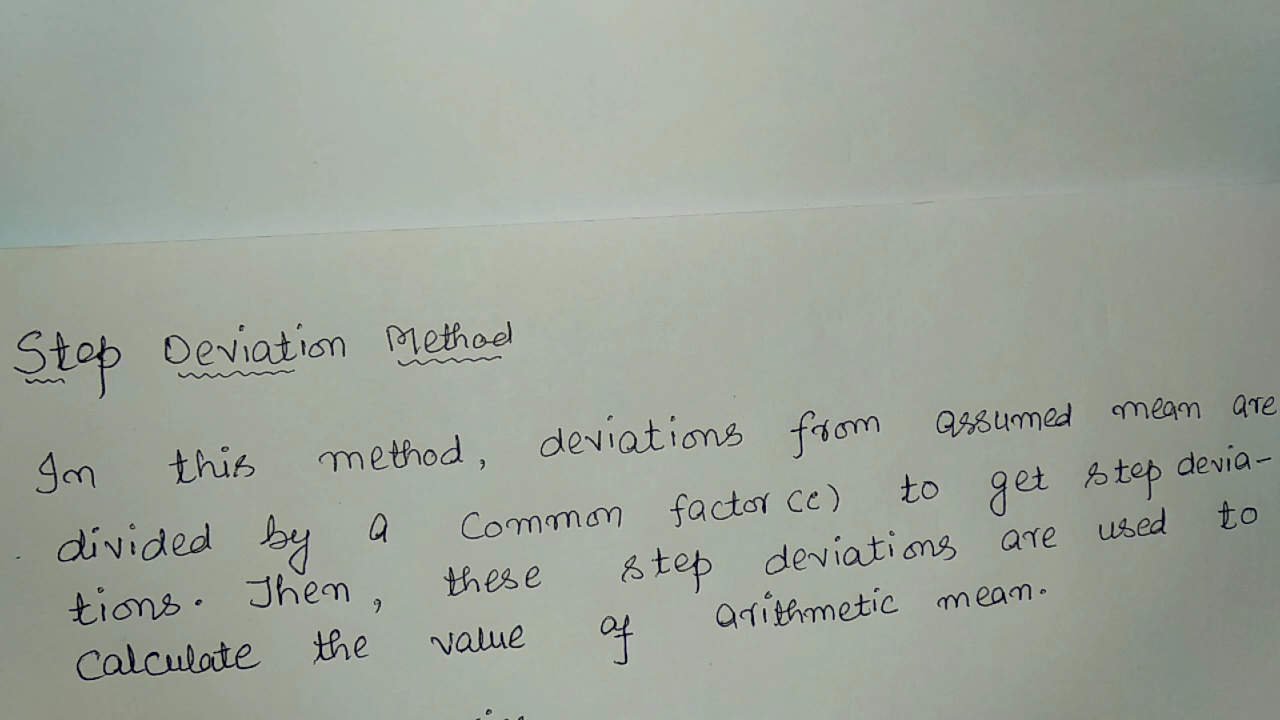 Step Deviation Method
In this method, deviations from assumed mean are
divided by a Common factor (c) to get step devia-
tions. Then, these step deviations are used to
Calculate the value of arithmetic mean.